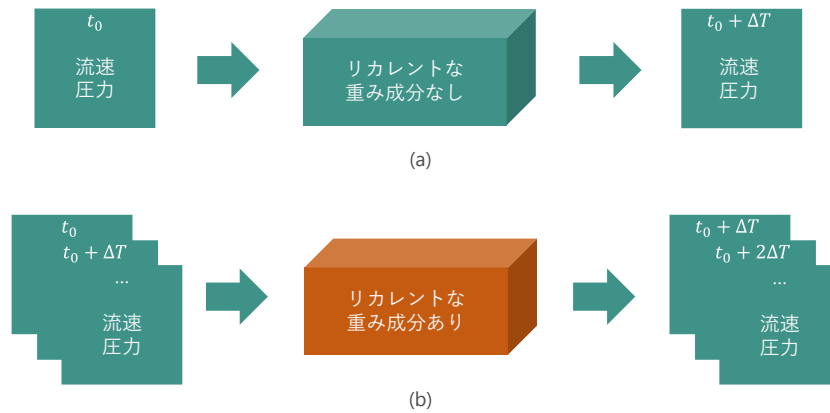 t₀
流速
圧力
リカレントな
重み成分なし
t₀ + ΔT
流速
圧力
(a)
t₀
t₀ + ΔT
...
流速
圧力
リカレントな
重み成分あり
t₀ + ΔT
t₀ + 2ΔT
...
流速
圧力
(b)